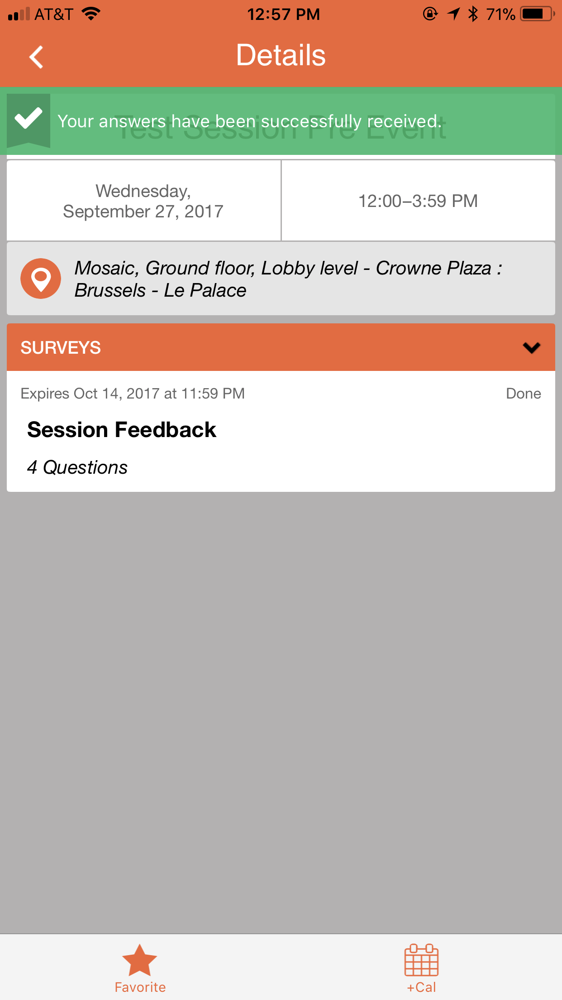 AT&T 12:57 PM 71%
Details
Your answers have been successfully received.
Test Session Pre Event
Wednesday,
September 27, 2017
12:00–3:59 PM
Mosaic, Ground floor, Lobby level - Crowne Plaza :
Brussels - Le Palace
SURVEYS
Expires Oct 14, 2017 at 11:59 PM Done
Session Feedback
4 Questions
Favorite +Cal